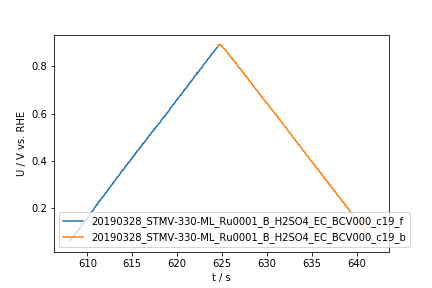 0.8
0.6
0.4
0.2
U / V vs. RHE
20190328_STMV-330-ML_Ru0001_B_H2SO4_EC_BCV000_c19_f
20190328_STMV-330-ML_Ru0001_B_H2SO4_EC_BCV000_c19_b
610 615 620 625 630 635 640
t / s